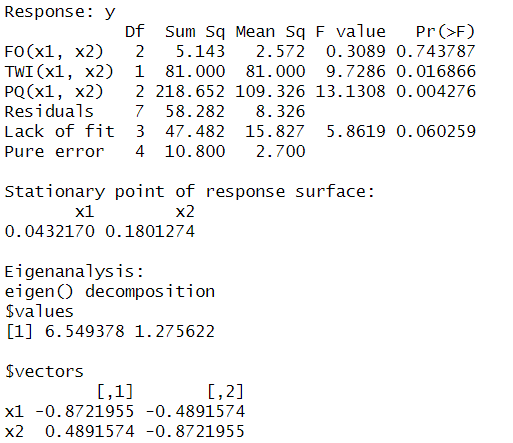 Response: y
            Df  Sum Sq Mean Sq F value   Pr(>F)
FO(x1, x2)   2   5.143   2.572  0.3089 0.743787
TWI(x1, x2)  1  81.000  81.000  9.7286 0.016866
PQ(x1, x2)   2 218.652 109.326 13.1308 0.004276
Residuals    7  58.282   8.326
Lack of fit  3  47.482  15.827  5.8619 0.060259
Pure error   4  10.800   2.700
Stationary point of response surface:
       x1        x2
0.0432170 0.1801274
Eigenanalysis:
eigen() decomposition
$values
[1] 6.549378 1.275622
$vectors
         [,1]       [,2]
x1 -0.8721955 -0.4891574
x2  0.4891574 -0.8721955